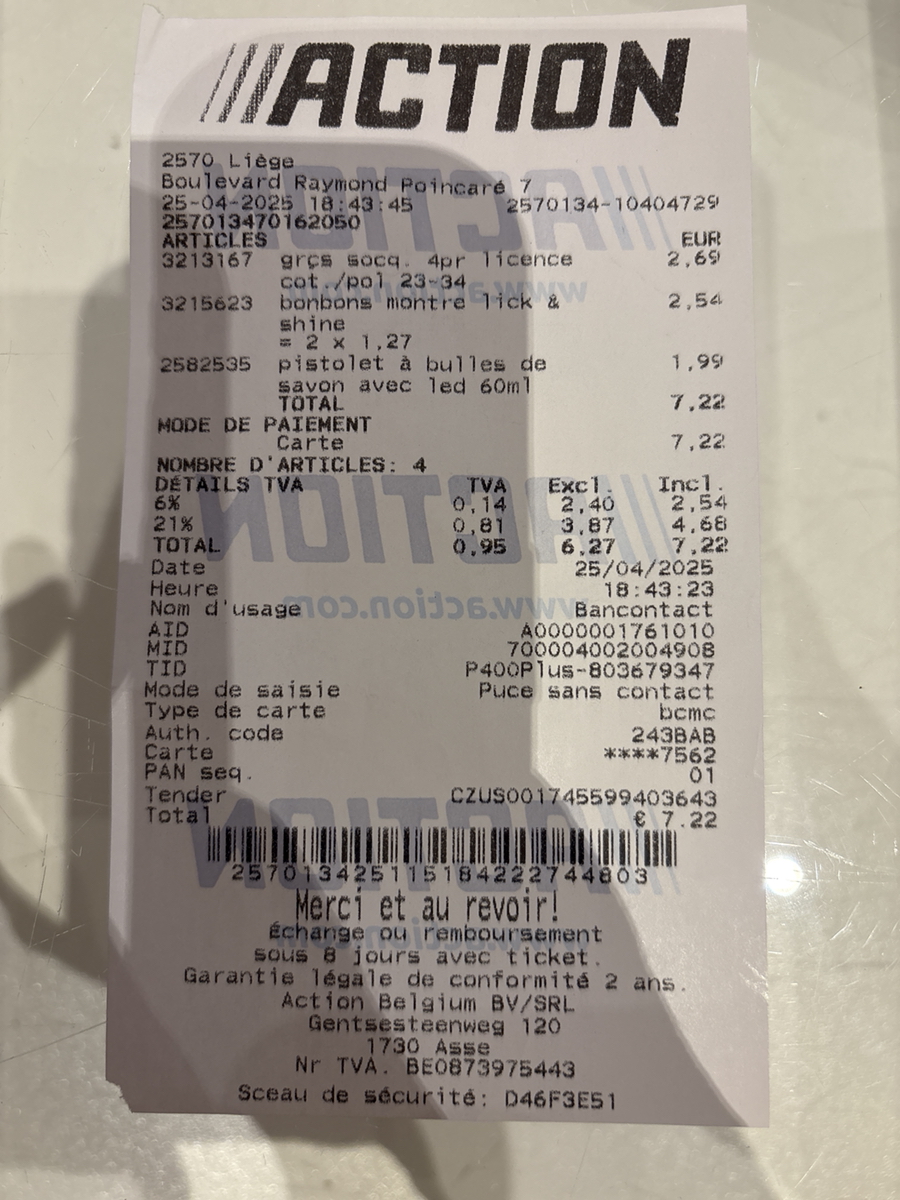 ACTION
2570 Liège
Boulevard Raymond Poincaré 7
25-04-2025 18:43:45 2570134-10404729
257013470162050
ARTICLES EUR
3213167 grçs socq. 4pr licence 2,69
cot./pol 23-34
3215623 bonbons montre lick & 2,54
shine
= 2 x 1,27
2582535 pistolet à bulles de 1,99
savon avec led 60ml
TOTAL 7,22
MODE DE PAIEMENT
Carte 7,22
NOMBRE D'ARTICLES: 4
DÉTAILS TVA TVA Excl. Incl.
6% 0,14 2,40 2,54
21% 0,81 3,87 4,68
TOTAL 0,95 6,27 7,22
Date 25/04/2025
Heure 18:43:23
Nom d'usage Bancontact
AID A0000001761010
MID 700004002004908
TID P400Plus-803679347
Mode de saisie Puce sans contact
Type de carte bcmc
Auth. code 243BAB
Carte ****7562
PAN seq. 01
Tender CZUS001745599403643
Total € 7.22
257013425115184222744803
Merci et au revoir!
Échange ou remboursement
sous 8 jours avec ticket.
Garantie légale de conformité 2 ans.
Action Belgium BV/SRL
Gentsesteenweg 120
1730 Asse
Nr TVA. BE0873975443
Sceau de sécurité: D46F3E51